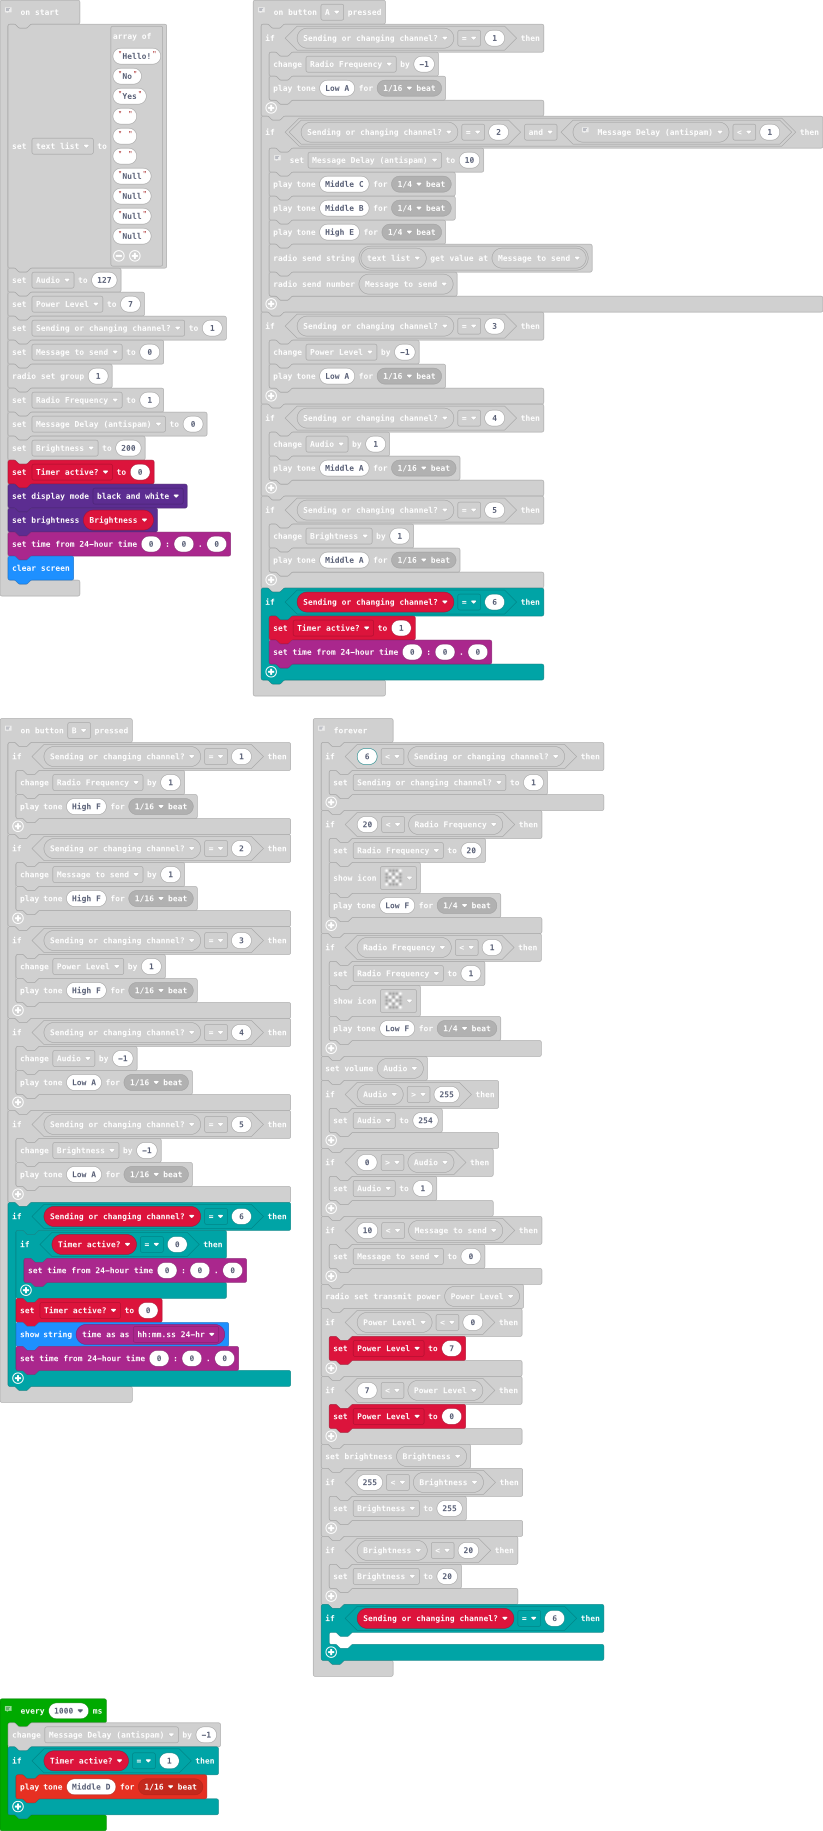 on start
set text list to array of
"Hello!"
"No"
"Yes"
" "
" "
" "
"Null"
"Null"
"Null"
"Null"
set Audio to 127
set Power Level to 7
set Sending or changing channel? to 1
set Message to send to 0
radio set group 1
set Radio Frequency to 1
set Message Delay (antispam) to 0
set Brightness to 200
set Timer active? to 0
set display mode black and white
set brightness Brightness
set time from 24-hour time 0 : 0 . 0
clear screen
on button A pressed
if Sending or changing channel? = 1 then
change Radio Frequency by -1
play tone Low A for 1/16 beat
if Sending or changing channel? = 2 and Message Delay (antispam) < 1 then
set Message Delay (antispam) to 10
play tone Middle C for 1/4 beat
play tone Middle B for 1/4 beat
play tone High E for 1/4 beat
radio send string text list get value at Message to send
radio send number Message to send
if Sending or changing channel? = 3 then
change Power Level by -1
play tone Low A for 1/16 beat
if Sending or changing channel? = 4 then
change Audio by 1
play tone Middle A for 1/16 beat
if Sending or changing channel? = 5 then
change Brightness by 1
play tone Middle A for 1/16 beat
if Sending or changing channel? = 6 then
set Timer active? to 1
set time from 24-hour time 0 : 0 . 0
on button B pressed
if Sending or changing channel? = 1 then
change Radio Frequency by 1
play tone High F for 1/16 beat
if Sending or changing channel? = 2 then
change Message to send by 1
play tone High F for 1/16 beat
if Sending or changing channel? = 3 then
change Power Level by 1
play tone High F for 1/16 beat
if Sending or changing channel? = 4 then
change Audio by -1
play tone Low A for 1/16 beat
if Sending or changing channel? = 5 then
change Brightness by -1
play tone Low A for 1/16 beat
if Sending or changing channel? = 6 then
if Timer active? = 0 then
set time from 24-hour time 0 : 0 . 0
set Timer active? to 0
show string time as as hh:mm.ss 24-hr
set time from 24-hour time 0 : 0 . 0
forever
if 6 < Sending or changing channel? then
set Sending or changing channel? to 1
if 20 < Radio Frequency then
set Radio Frequency to 20
show icon
play tone Low F for 1/4 beat
if Radio Frequency < 1 then
set Radio Frequency to 1
show icon
play tone Low F for 1/4 beat
set volume Audio
if Audio > 255 then
set Audio to 254
if 0 > Audio then
set Audio to 1
if 10 < Message to send then
set Message to send to 0
radio set transmit power Power Level
if Power Level < 0 then
set Power Level to 7
if 7 < Power Level then
set Power Level to 0
set brightness Brightness
if 255 < Brightness then
set Brightness to 255
if Brightness < 20 then
set Brightness to 20
if Sending or changing channel? = 6 then
every 1000 ms
change Message Delay (antispam) by -1
if Timer active? = 1 then
play tone Middle D for 1/16 beat